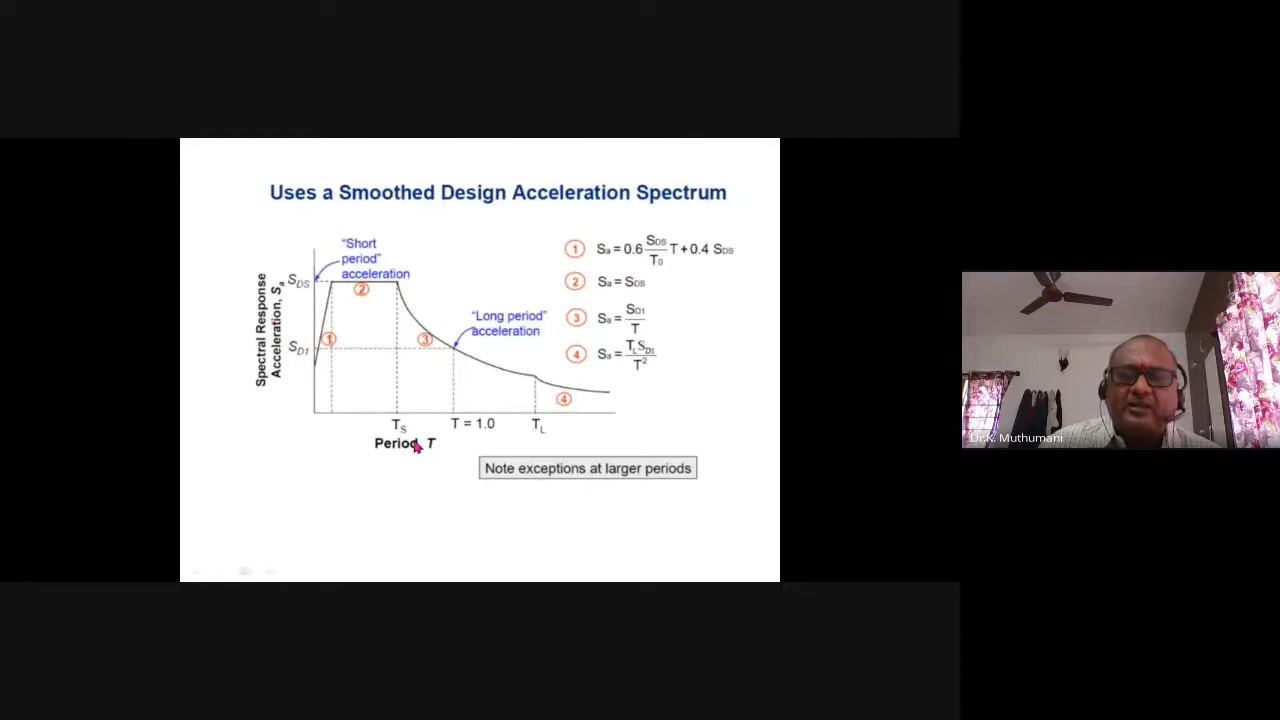 Uses a Smoothed Design Acceleration Spectrum
"Short
period"
acceleration
Spectral Response
Acceleration, Sa
SDS
SD1
①
②
③
④
"Long period"
acceleration
TS
T = 1.0
TL
Period, T
① Sa = 0.6 SDS/T0 T + 0.4 SDS
② Sa = SDS
③ Sa = SD1/T
④ Sa = TLSD1/T²
Note exceptions at larger periods
Dr.K. Muthumani